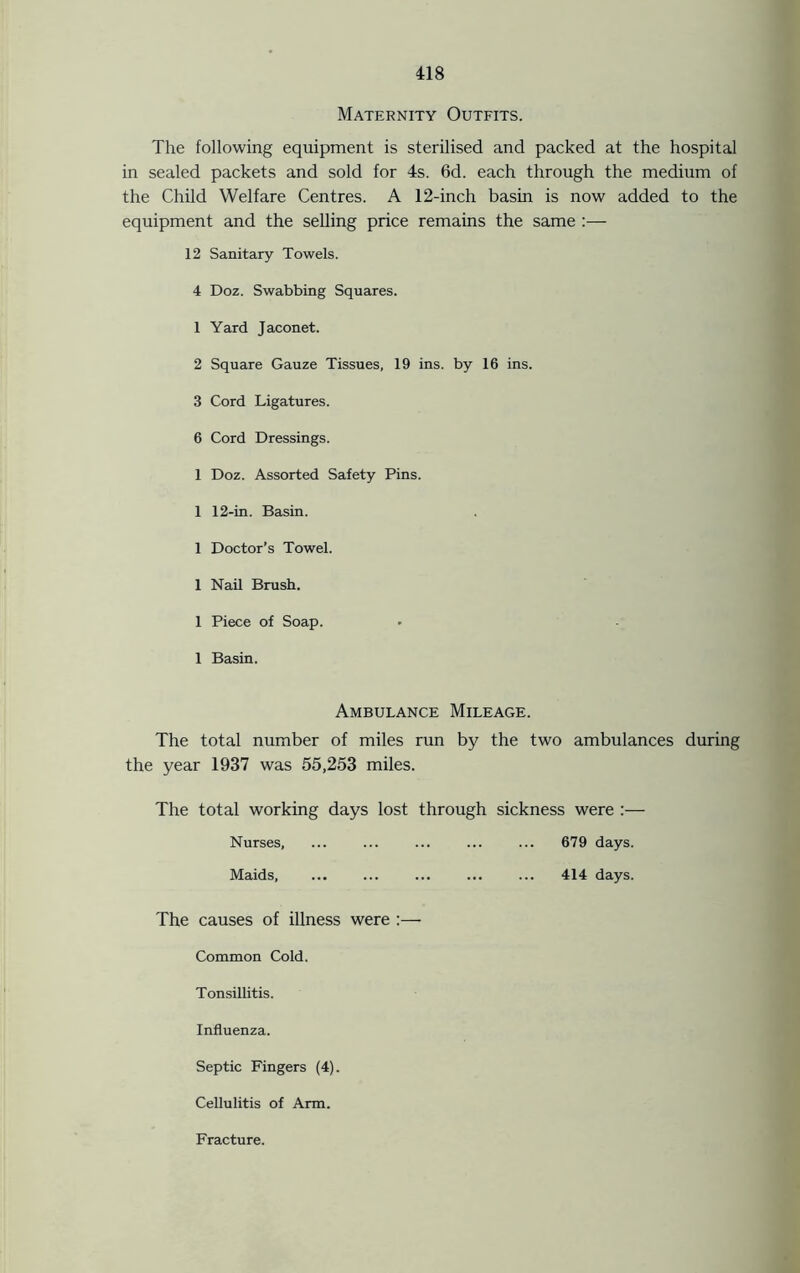 418
Maternity Outfits.
The following equipment is sterilised and packed at the hospital
in sealed packets and sold for 4s. 6d. each through the medium of
the Child Welfare Centres. A 12-inch basin is now added to the
equipment and the selling price remains the same :—
12 Sanitary Towels.
4 Doz. Swabbing Squares.
1 Yard Jaconet.
2 Square Gauze Tissues, 19 ins. by 16 ins.
3 Cord Ligatures.
6 Cord Dressings.
1 Doz. Assorted Safety Pins.
1 12-in. Basin.
1 Doctor's Towel.
1 Nail Brush.
1 Piece of Soap.
1 Basin.
Ambulance Mileage.
The total number of miles run by the two ambulances during
the year 1937 was 55,253 miles.
The total working days lost through sickness were :—
Nurses, ... ... ... ... ... 679 days.
Maids, ... ... ... ... ... 414 days.
The causes of illness were :—
Common Cold.
Tonsillitis.
Influenza.
Septic Fingers (4).
Cellulitis of Arm.
Fracture.